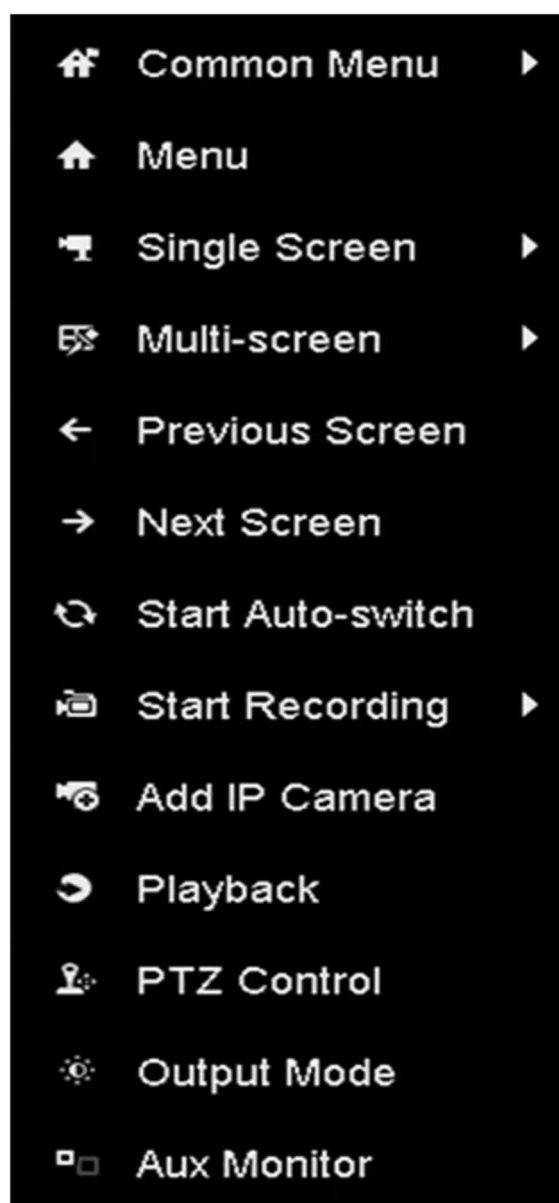 Common Menu
Menu
Single Screen
Multi-screen
Previous Screen
Next Screen
Start Auto-switch
Start Recording
Add IP Camera
Playback
PTZ Control
Output Mode
Aux Monitor